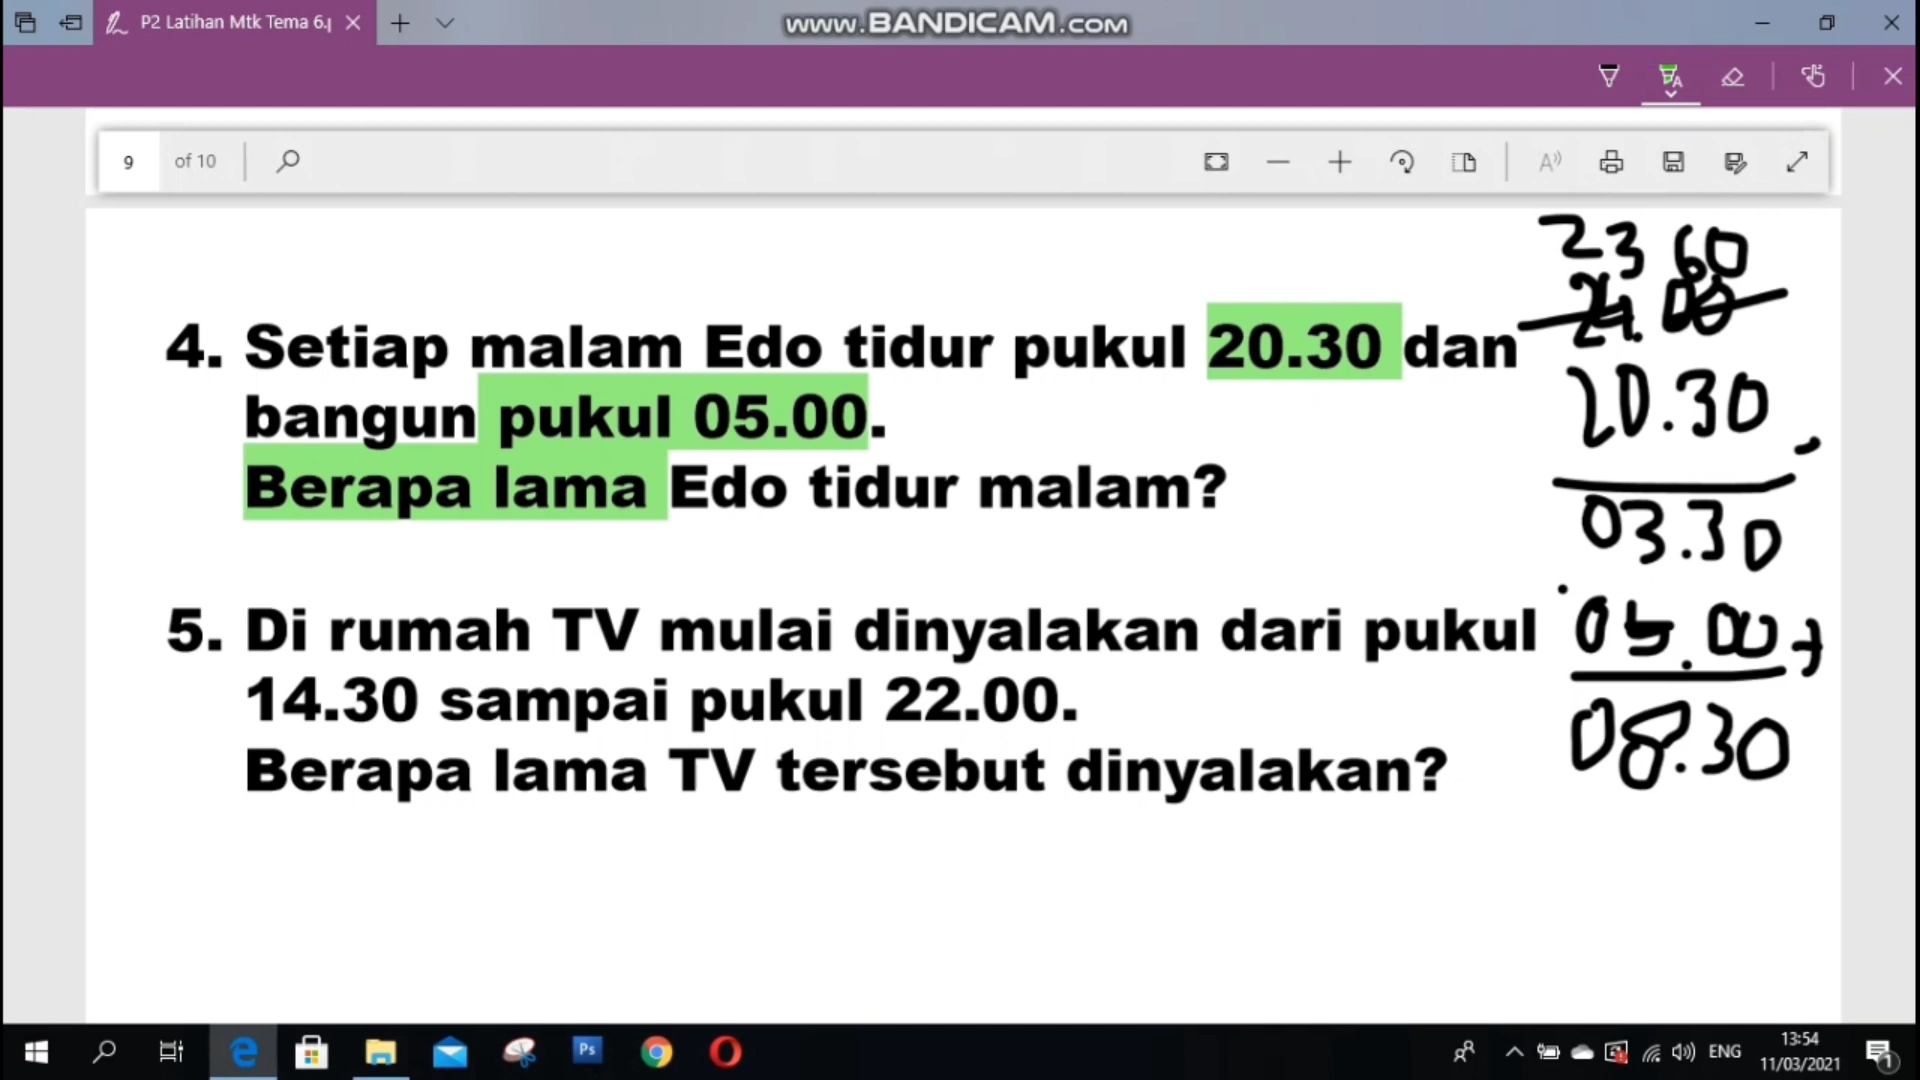 P2 Latihan Mtk Tema 6.p
www.BANDICAM.com
9 of 10
4. Setiap malam Edo tidur pukul 20.30 dan
bangun pukul 05.00.
Berapa lama Edo tidur malam?
5. Di rumah TV mulai dinyalakan dari pukul
14.30 sampai pukul 22.00.
Berapa lama TV tersebut dinyalakan?
23 60
24.00
20.30 -
03.30
05.00 +
08.30
Ps
ENG
13:54
11/03/2021
1